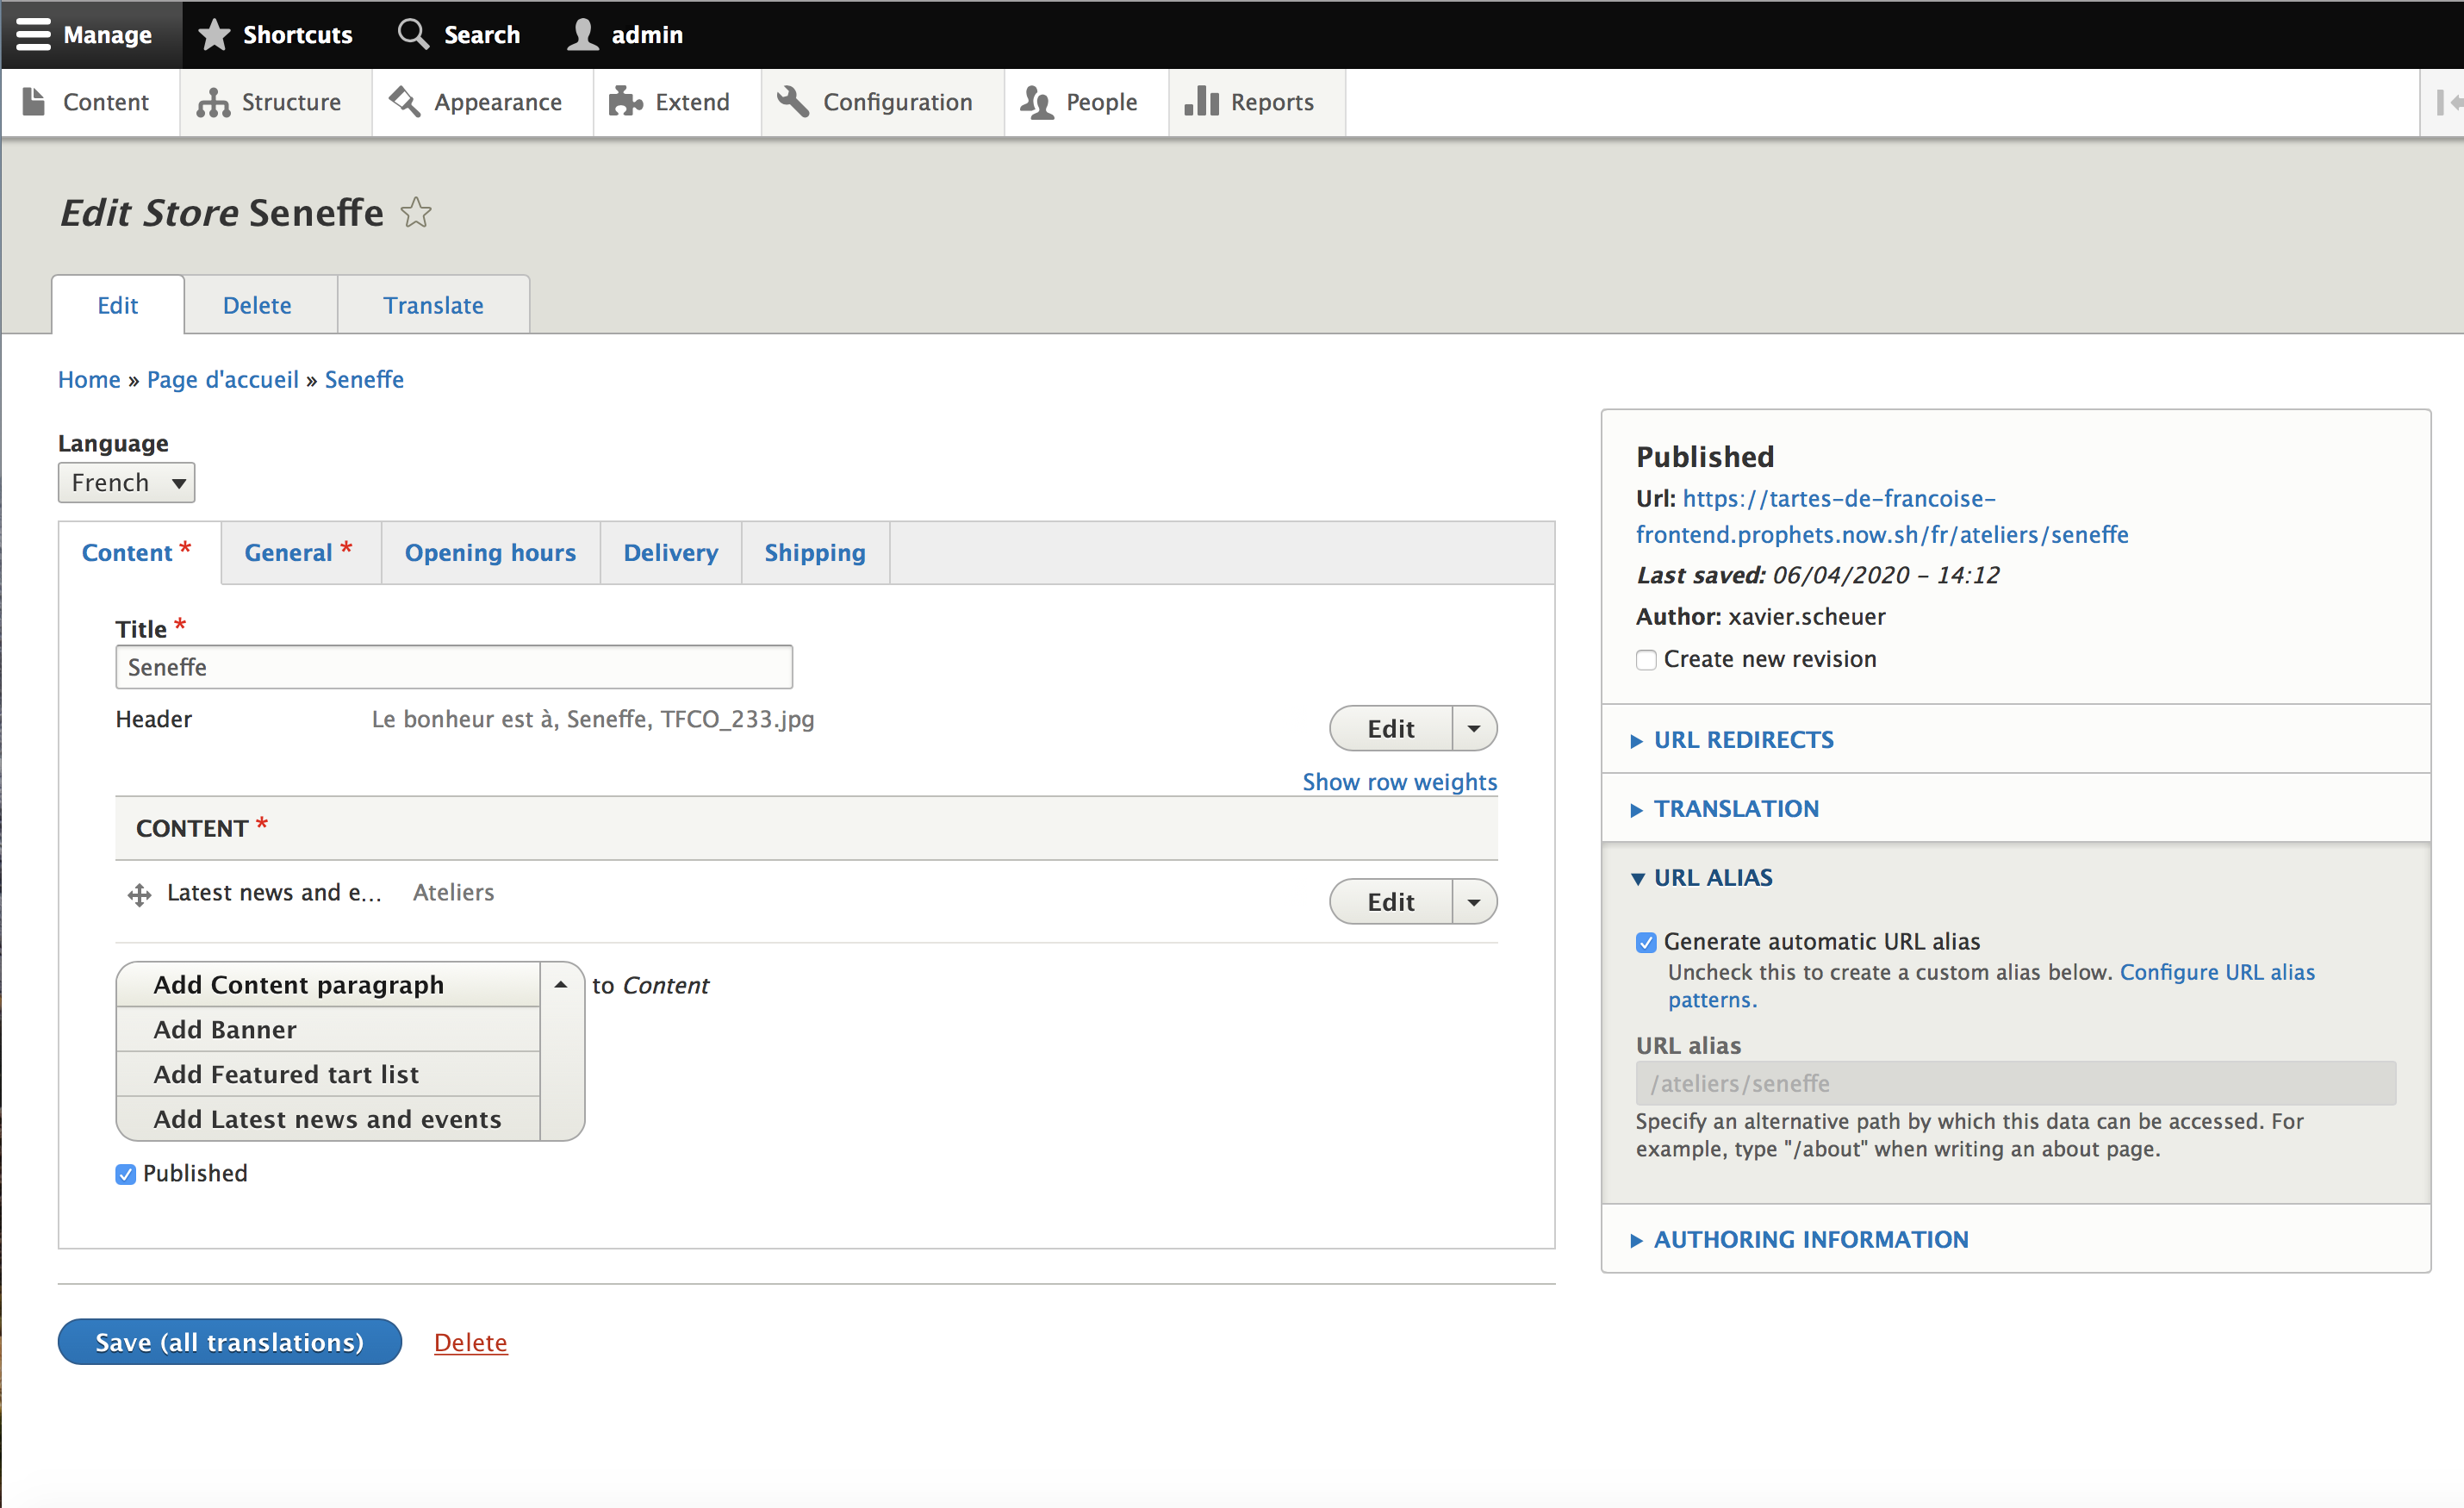 Manage Shortcuts Search admin
Content Structure Appearance Extend Configuration People Reports
Edit Store Seneffe
Edit Delete Translate
Home » Page d'accueil » Seneffe
Language
French
Content * General * Opening hours Delivery Shipping
Title *
Seneffe
Header Le bonheur est à, Seneffe, TFCO_233.jpg Edit
Show row weights
CONTENT *
Latest news and e... Ateliers Edit
Add Content paragraph to Content
Add Banner
Add Featured tart list
Add Latest news and events
Published
Save (all translations) Delete
Published
Url: https://tartes-de-francoise-
frontend.prophets.now.sh/fr/ateliers/seneffe
Last saved: 06/04/2020 - 14:12
Author: xavier.scheuer
Create new revision
URL REDIRECTS
TRANSLATION
URL ALIAS
Generate automatic URL alias
Uncheck this to create a custom alias below. Configure URL alias
patterns.
URL alias
/ateliers/seneffe
Specify an alternative path by which this data can be accessed. For
example, type "/about" when writing an about page.
AUTHORING INFORMATION